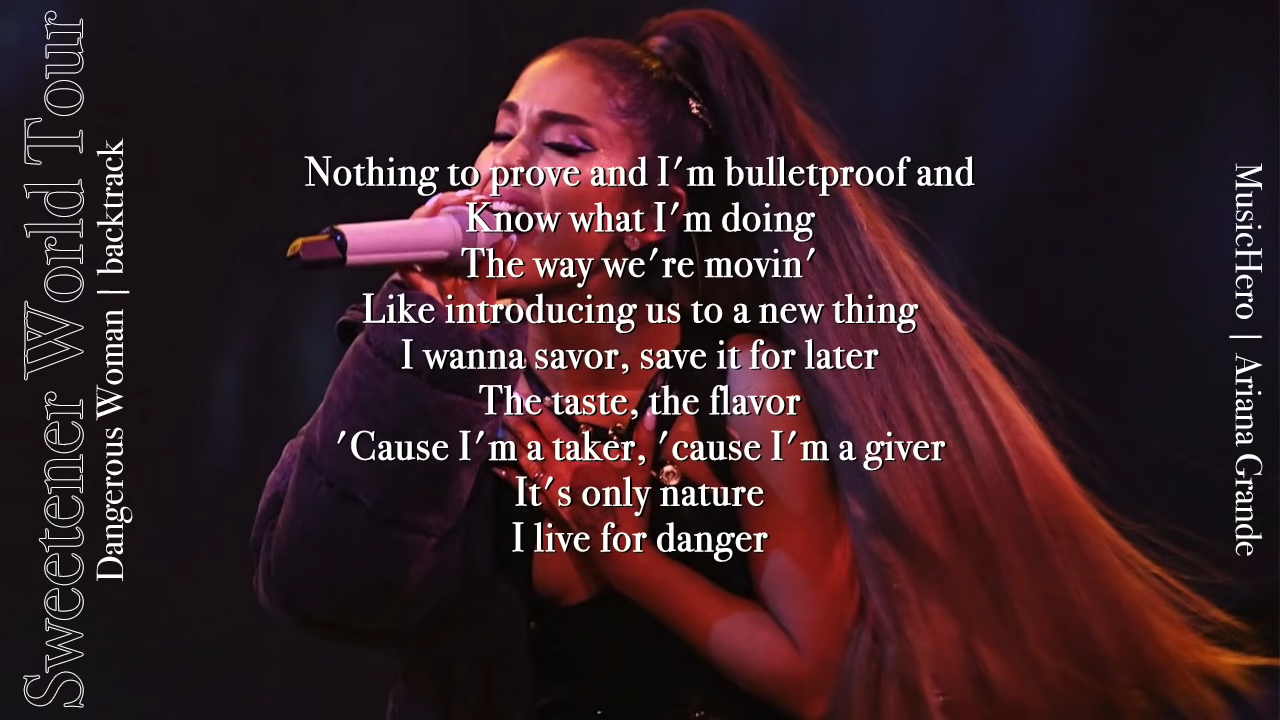 Sweetener World Tour
Dangerous Woman | backtrack
Nothing to prove and I'm bulletproof and
Know what I'm doing
The way we're movin'
Like introducing us to a new thing
I wanna savor, save it for later
The taste, the flavor
'Cause I'm a taker, 'cause I'm a giver
It's only nature
I live for danger
MusicHero | Ariana Grande